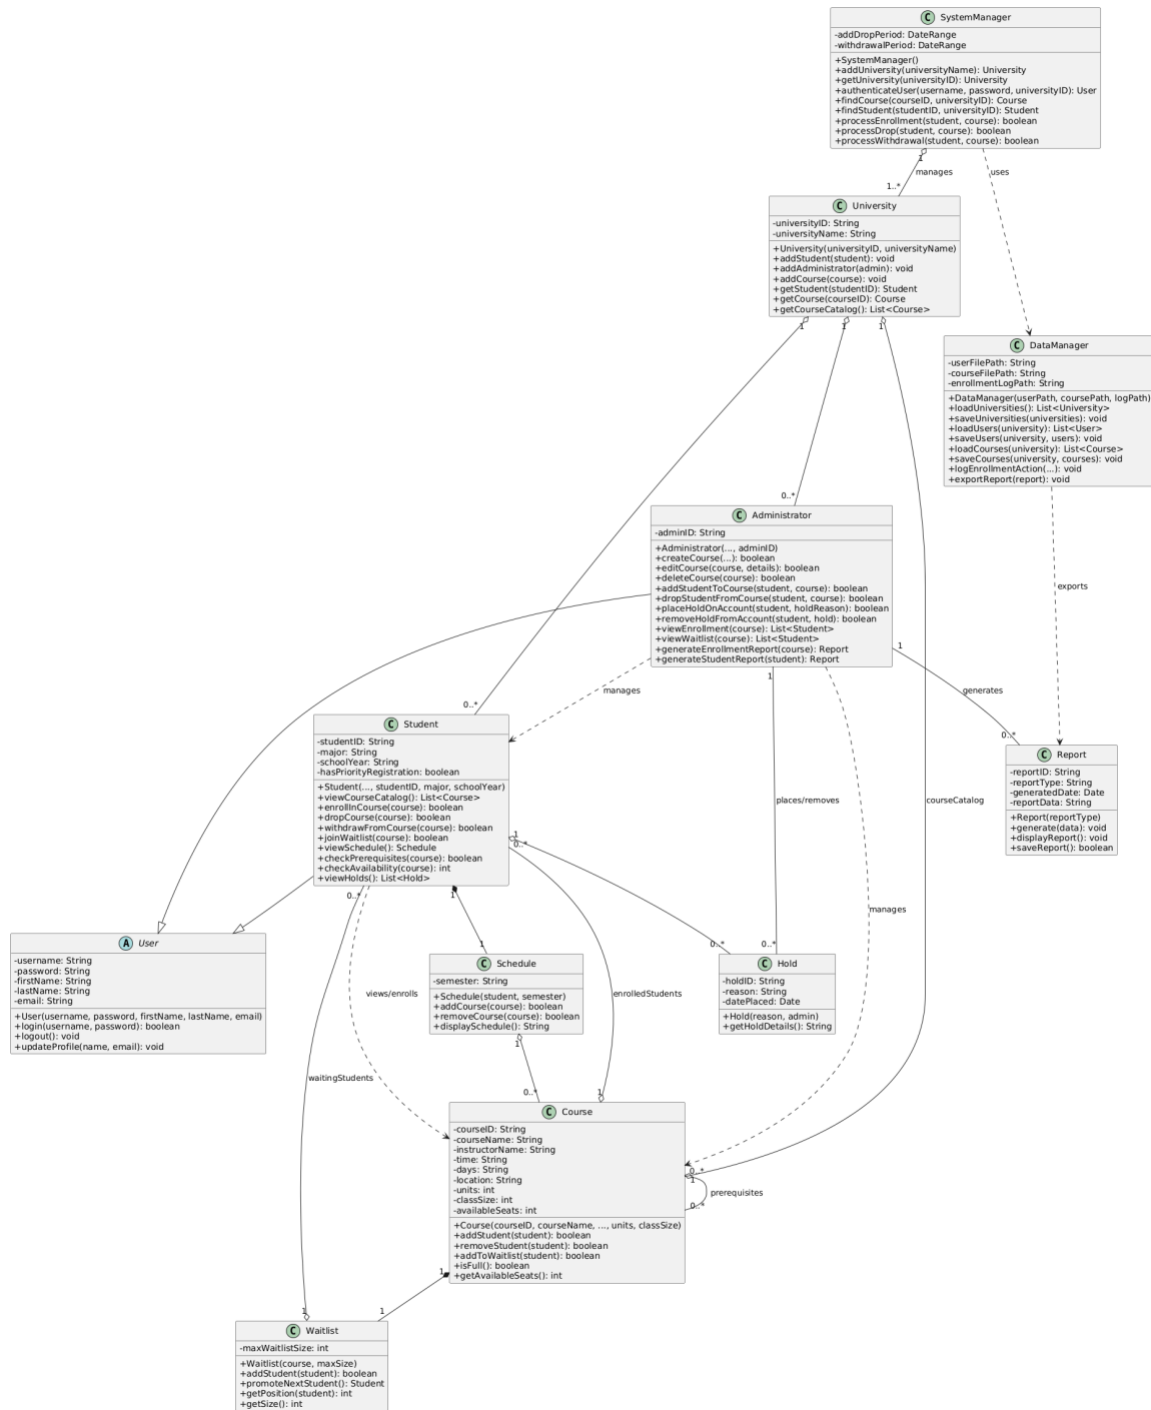 C SystemManager
-addDropPeriod: DateRange
-withdrawalPeriod: DateRange
+SystemManager()
+addUniversity(universityName): University
+getUniversity(universityID): University
+authenticateUser(username, password, universityID): User
+findCourse(courseID, universityID): Course
+findStudent(studentID, universityID): Student
+processEnrollment(student, course): boolean
+processDrop(student, course): boolean
+processWithdrawal(student, course): boolean
1
manages
uses
1..*
C University
-universityID: String
-universityName: String
+University(universityID, universityName)
+addStudent(student): void
+addAdministrator(admin): void
+addCourse(course): void
+getStudent(studentID): Student
+getCourse(courseID): Course
+getCourseCatalog(): List<Course>
1
1
1
C DataManager
-userFilePath: String
-courseFilePath: String
-enrollmentLogPath: String
+DataManager(userPath, coursePath, logPath)
+loadUniversities(): List<University>
+saveUniversities(universities): void
+loadUsers(university): List<User>
+saveUsers(university, users): void
+loadCourses(university): List<Course>
+saveCourses(university, courses): void
+logEnrollmentAction(...): void
+exportReport(report): void
0..*
C Administrator
-adminID: String
+Administrator(..., adminID)
+createCourse(...): boolean
+editCourse(course, details): boolean
+deleteCourse(course): boolean
+addStudentToCourse(student, course): boolean
+dropStudentFromCourse(student, course): boolean
+placeHoldOnAccount(student, holdReason): boolean
+removeHoldFromAccount(student, hold): boolean
+viewEnrollment(course): List<Student>
+viewWaitlist(course): List<Student>
+generateEnrollmentReport(course): Report
+generateStudentReport(student): Report
exports
1
1
manages
generates
0..*
0..*
C Student
-studentID: String
-major: String
-schoolYear: String
-hasPriorityRegistration: boolean
+Student(..., studentID, major, schoolYear)
+viewCourseCatalog(): List<Course>
+enrollInCourse(course): boolean
+dropCourse(course): boolean
+withdrawFromCourse(course): boolean
+joinWaitlist(course): boolean
+viewSchedule(): Schedule
+checkPrerequisites(course): boolean
+checkAvailability(course): int
+viewHolds(): List<Hold>
C Report
-reportID: String
-reportType: String
-generatedDate: Date
-reportData: String
+Report(reportType)
+generate(data): void
+displayReport(): void
+saveReport(): boolean
places/removes
courseCatalog
1
0..*
0..*
1
manages
A User
-username: String
-password: String
-firstName: String
-lastName: String
-email: String
+User(username, password, firstName, lastName, email)
+login(username, password): boolean
+logout(): void
+updateProfile(name, email): void
1
0..*
0..*
C Schedule
-semester: String
+Schedule(student, semester)
+addCourse(course): boolean
+removeCourse(course): boolean
+displaySchedule(): String
C Hold
-holdID: String
-reason: String
-datePlaced: Date
+Hold(reason, admin)
+getHoldDetails(): String
views/enrolls
enrolledStudents
waitingStudents
1
0..*
1
C Course
-courseID: String
-courseName: String
-instructorName: String
-time: String
-days: String
-location: String
-units: int
-classSize: int
-availableSeats: int
+Course(courseID, courseName, ..., units, classSize)
+addStudent(student): boolean
+removeStudent(student): boolean
+addToWaitlist(student): boolean
+isFull(): boolean
+getAvailableSeats(): int
0..*
1
prerequisites
0..*
1
1
1
C Waitlist
-maxWaitlistSize: int
+Waitlist(course, maxSize)
+addStudent(student): boolean
+promoteNextStudent(): Student
+getPosition(student): int
+getSize(): int